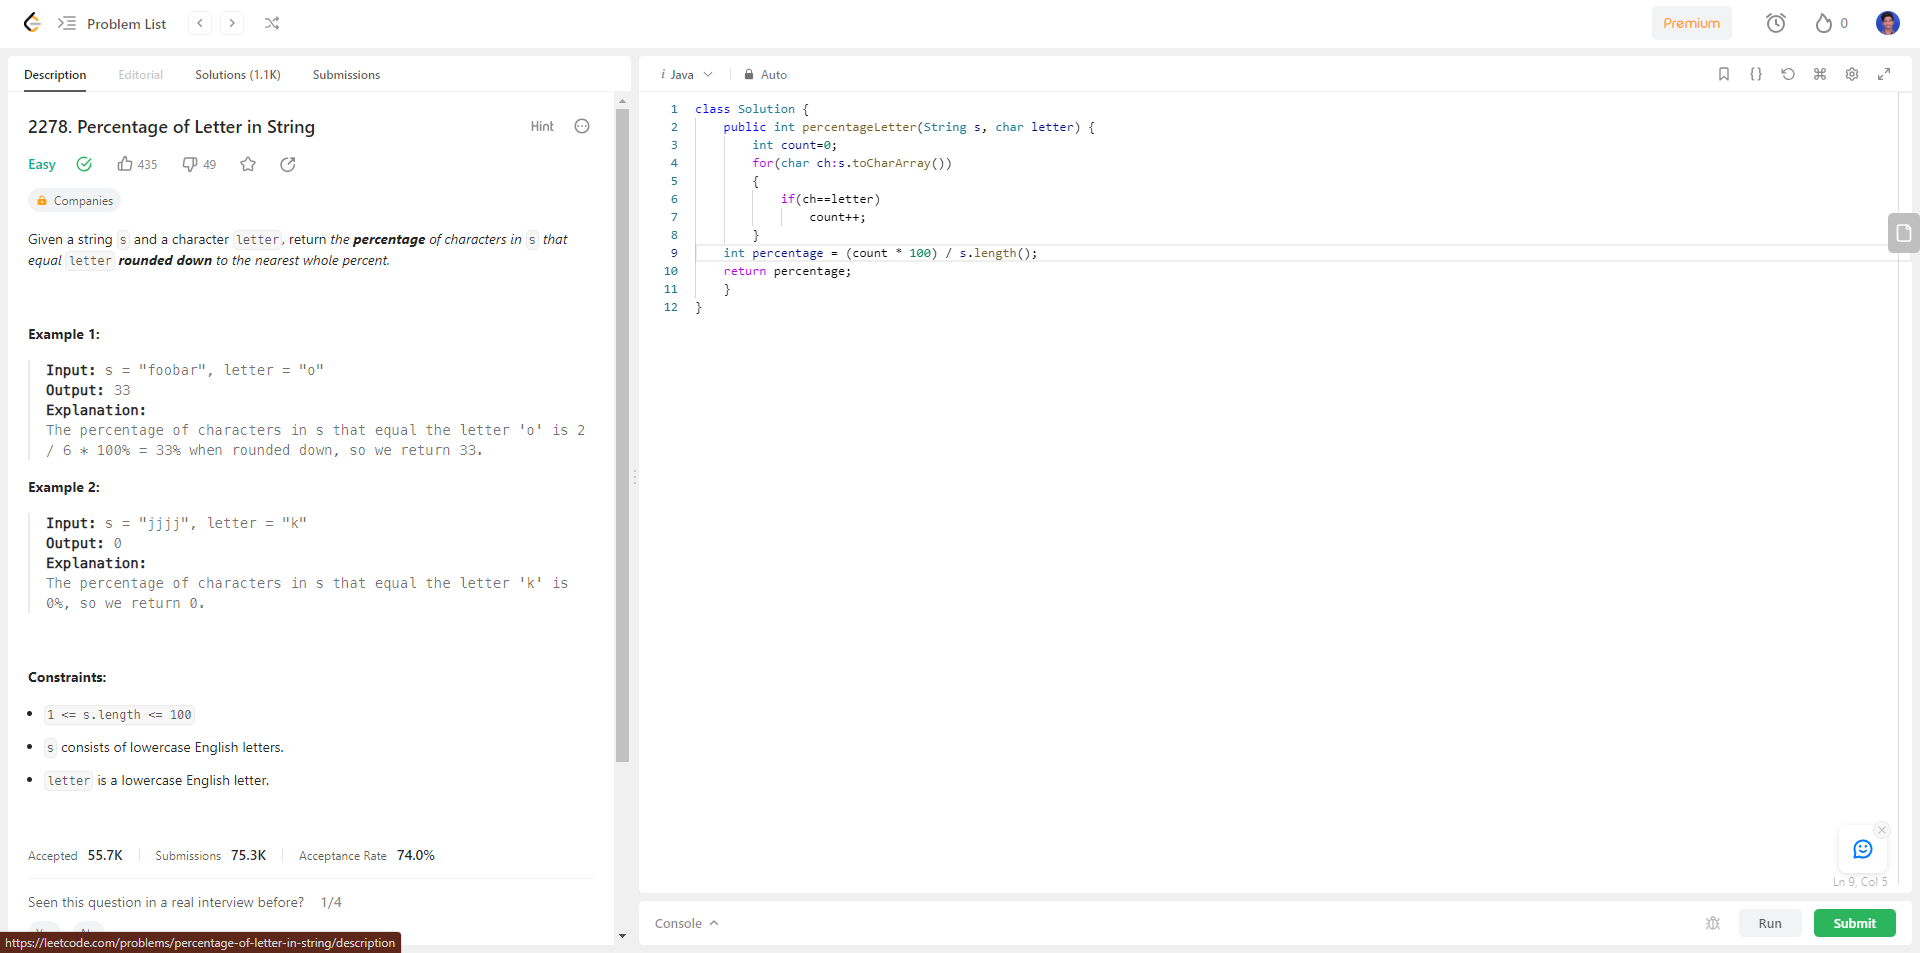 Problem List
Premium
0
Description Editorial Solutions (1.1K) Submissions
2278. Percentage of Letter in String
Hint
Easy 435 49
Companies
Given a string s and a character letter, return the percentage of characters in s that
equal letter rounded down to the nearest whole percent.
Example 1:
Input: s = "foobar", letter = "o"
Output: 33
Explanation:
The percentage of characters in s that equal the letter 'o' is 2
/ 6 * 100% = 33% when rounded down, so we return 33.
Example 2:
Input: s = "jjjj", letter = "k"
Output: 0
Explanation:
The percentage of characters in s that equal the letter 'k' is
0%, so we return 0.
Constraints:
1 <= s.length <= 100
s consists of lowercase English letters.
letter is a lowercase English letter.
Accepted 55.7K Submissions 75.3K Acceptance Rate 74.0%
Seen this question in a real interview before? 1/4
https://leetcode.com/problems/percentage-of-letter-in-string/description
i Java Auto
1 class Solution {
2 public int percentageLetter(String s, char letter) {
3 int count=0;
4 for(char ch:s.toCharArray())
5 {
6 if(ch==letter)
7 count++;
8 }
9 int percentage = (count * 100) / s.length();
10 return percentage;
11 }
12 }
Ln 9, Col 5
Console
Run
Submit